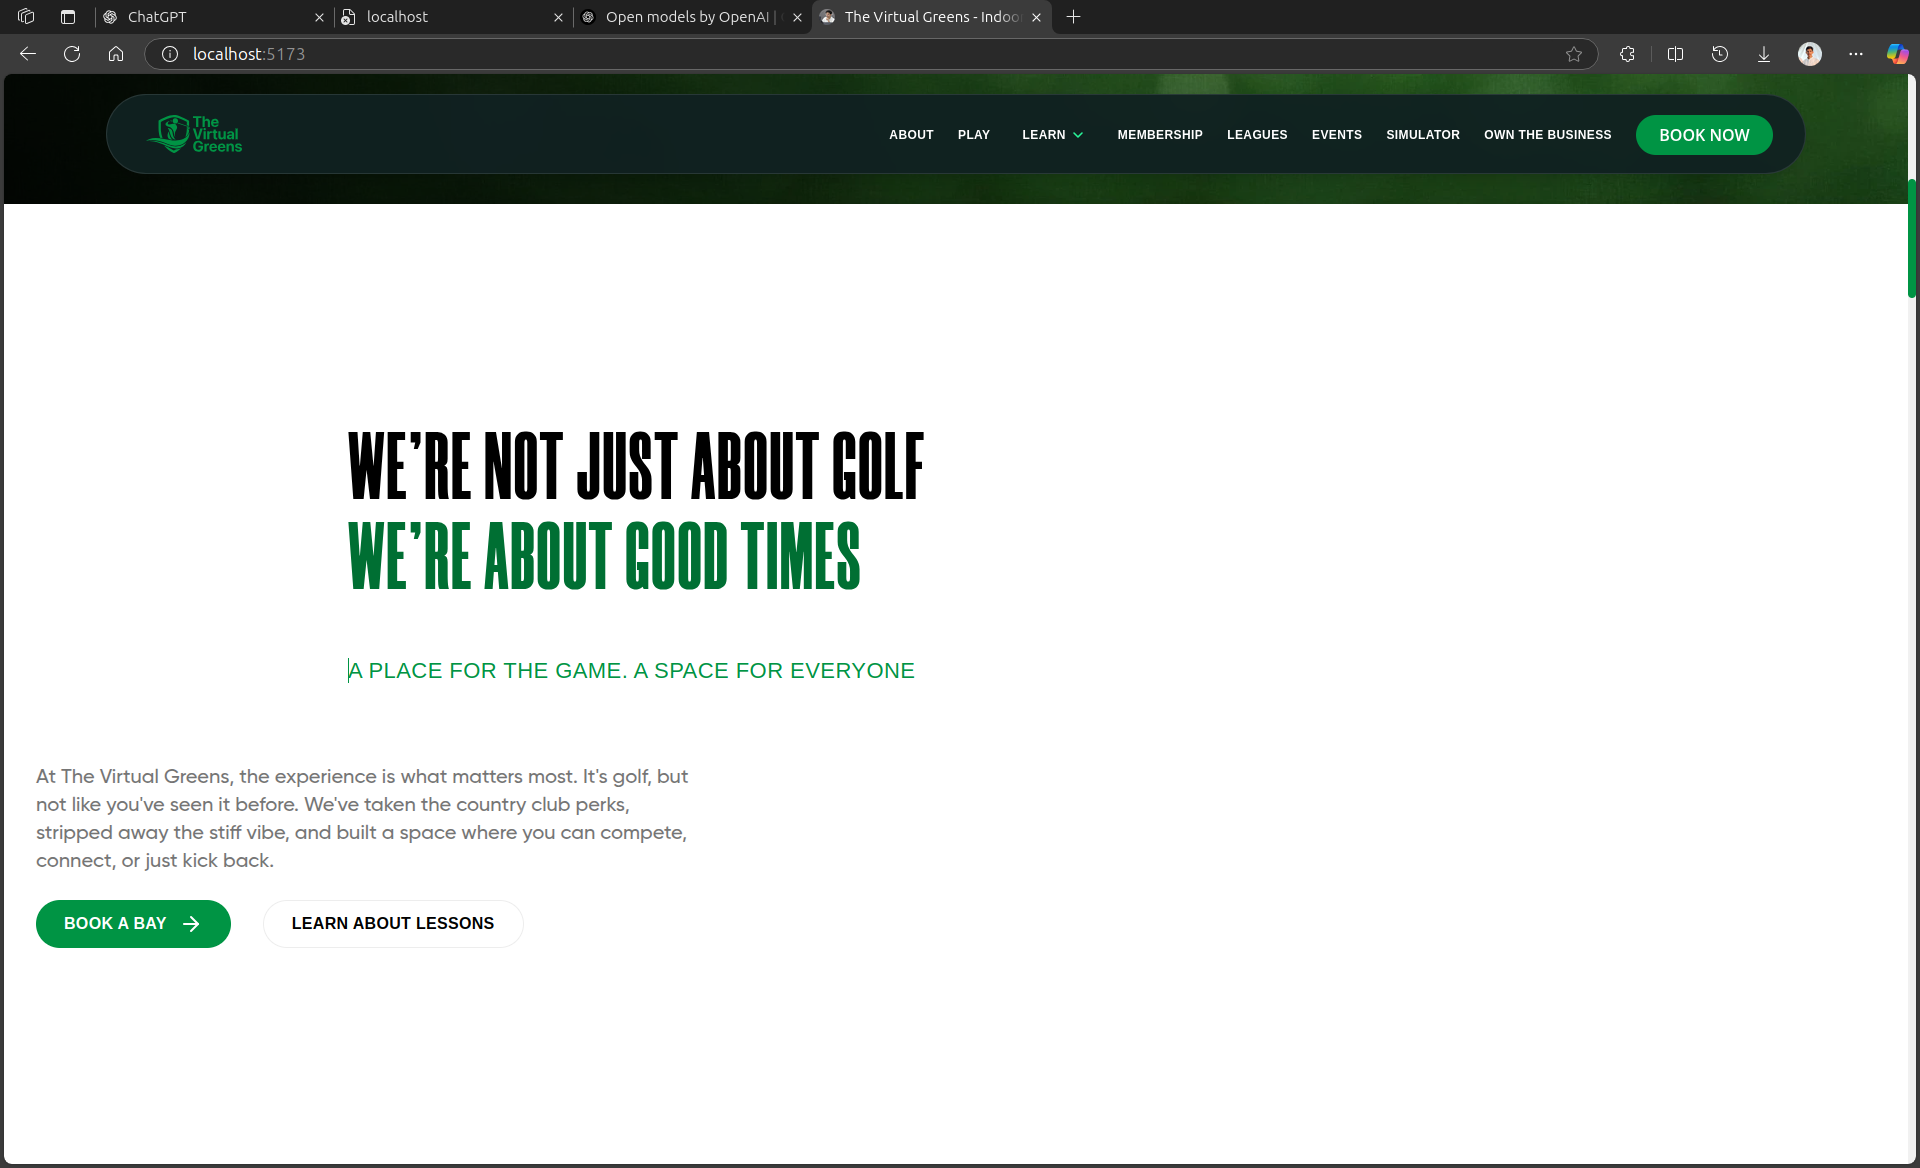 ChatGPT
localhost
Open models by OpenAI |
The Virtual Greens - Indoo
localhost:5173
The
Virtual
Greens
ABOUT
PLAY
LEARN
MEMBERSHIP
LEAGUES
EVENTS
SIMULATOR
OWN THE BUSINESS
BOOK NOW
WE'RE NOT JUST ABOUT GOLF
WE'RE ABOUT GOOD TIMES
A PLACE FOR THE GAME. A SPACE FOR EVERYONE
At The Virtual Greens, the experience is what matters most. It's golf, but
not like you've seen it before. We've taken the country club perks,
stripped away the stiff vibe, and built a space where you can compete,
connect, or just kick back.
BOOK A BAY
LEARN ABOUT LESSONS